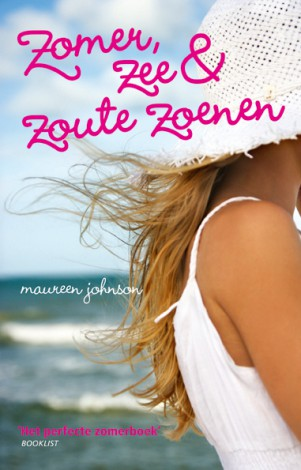 Zomer,
Zee &
Zoute Zoenen
maureen johnson
'Het perfecte zomerboek'
BOOKLIST